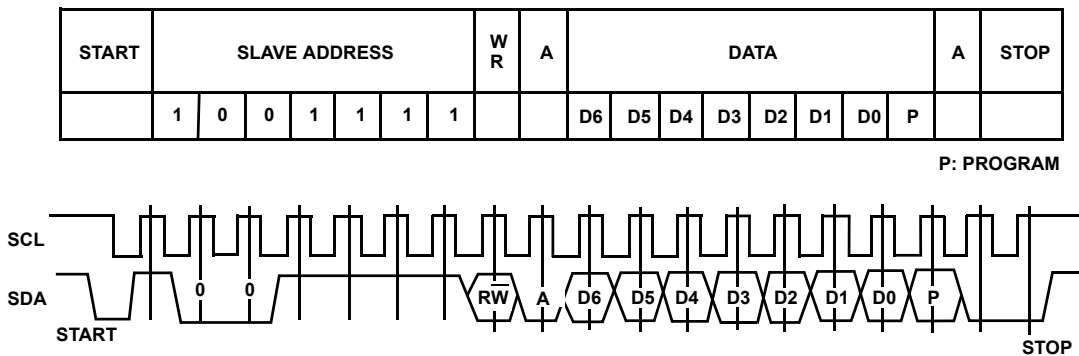 START SLAVE ADDRESS W R A DATA A STOP
1 0 0 1 1 1 1 D6 D5 D4 D3 D2 D1 D0 P
P: PROGRAM
SCL
SDA 0 0 RW̅ A D6 D5 D4 D3 D2 D1 D0 P
START STOP